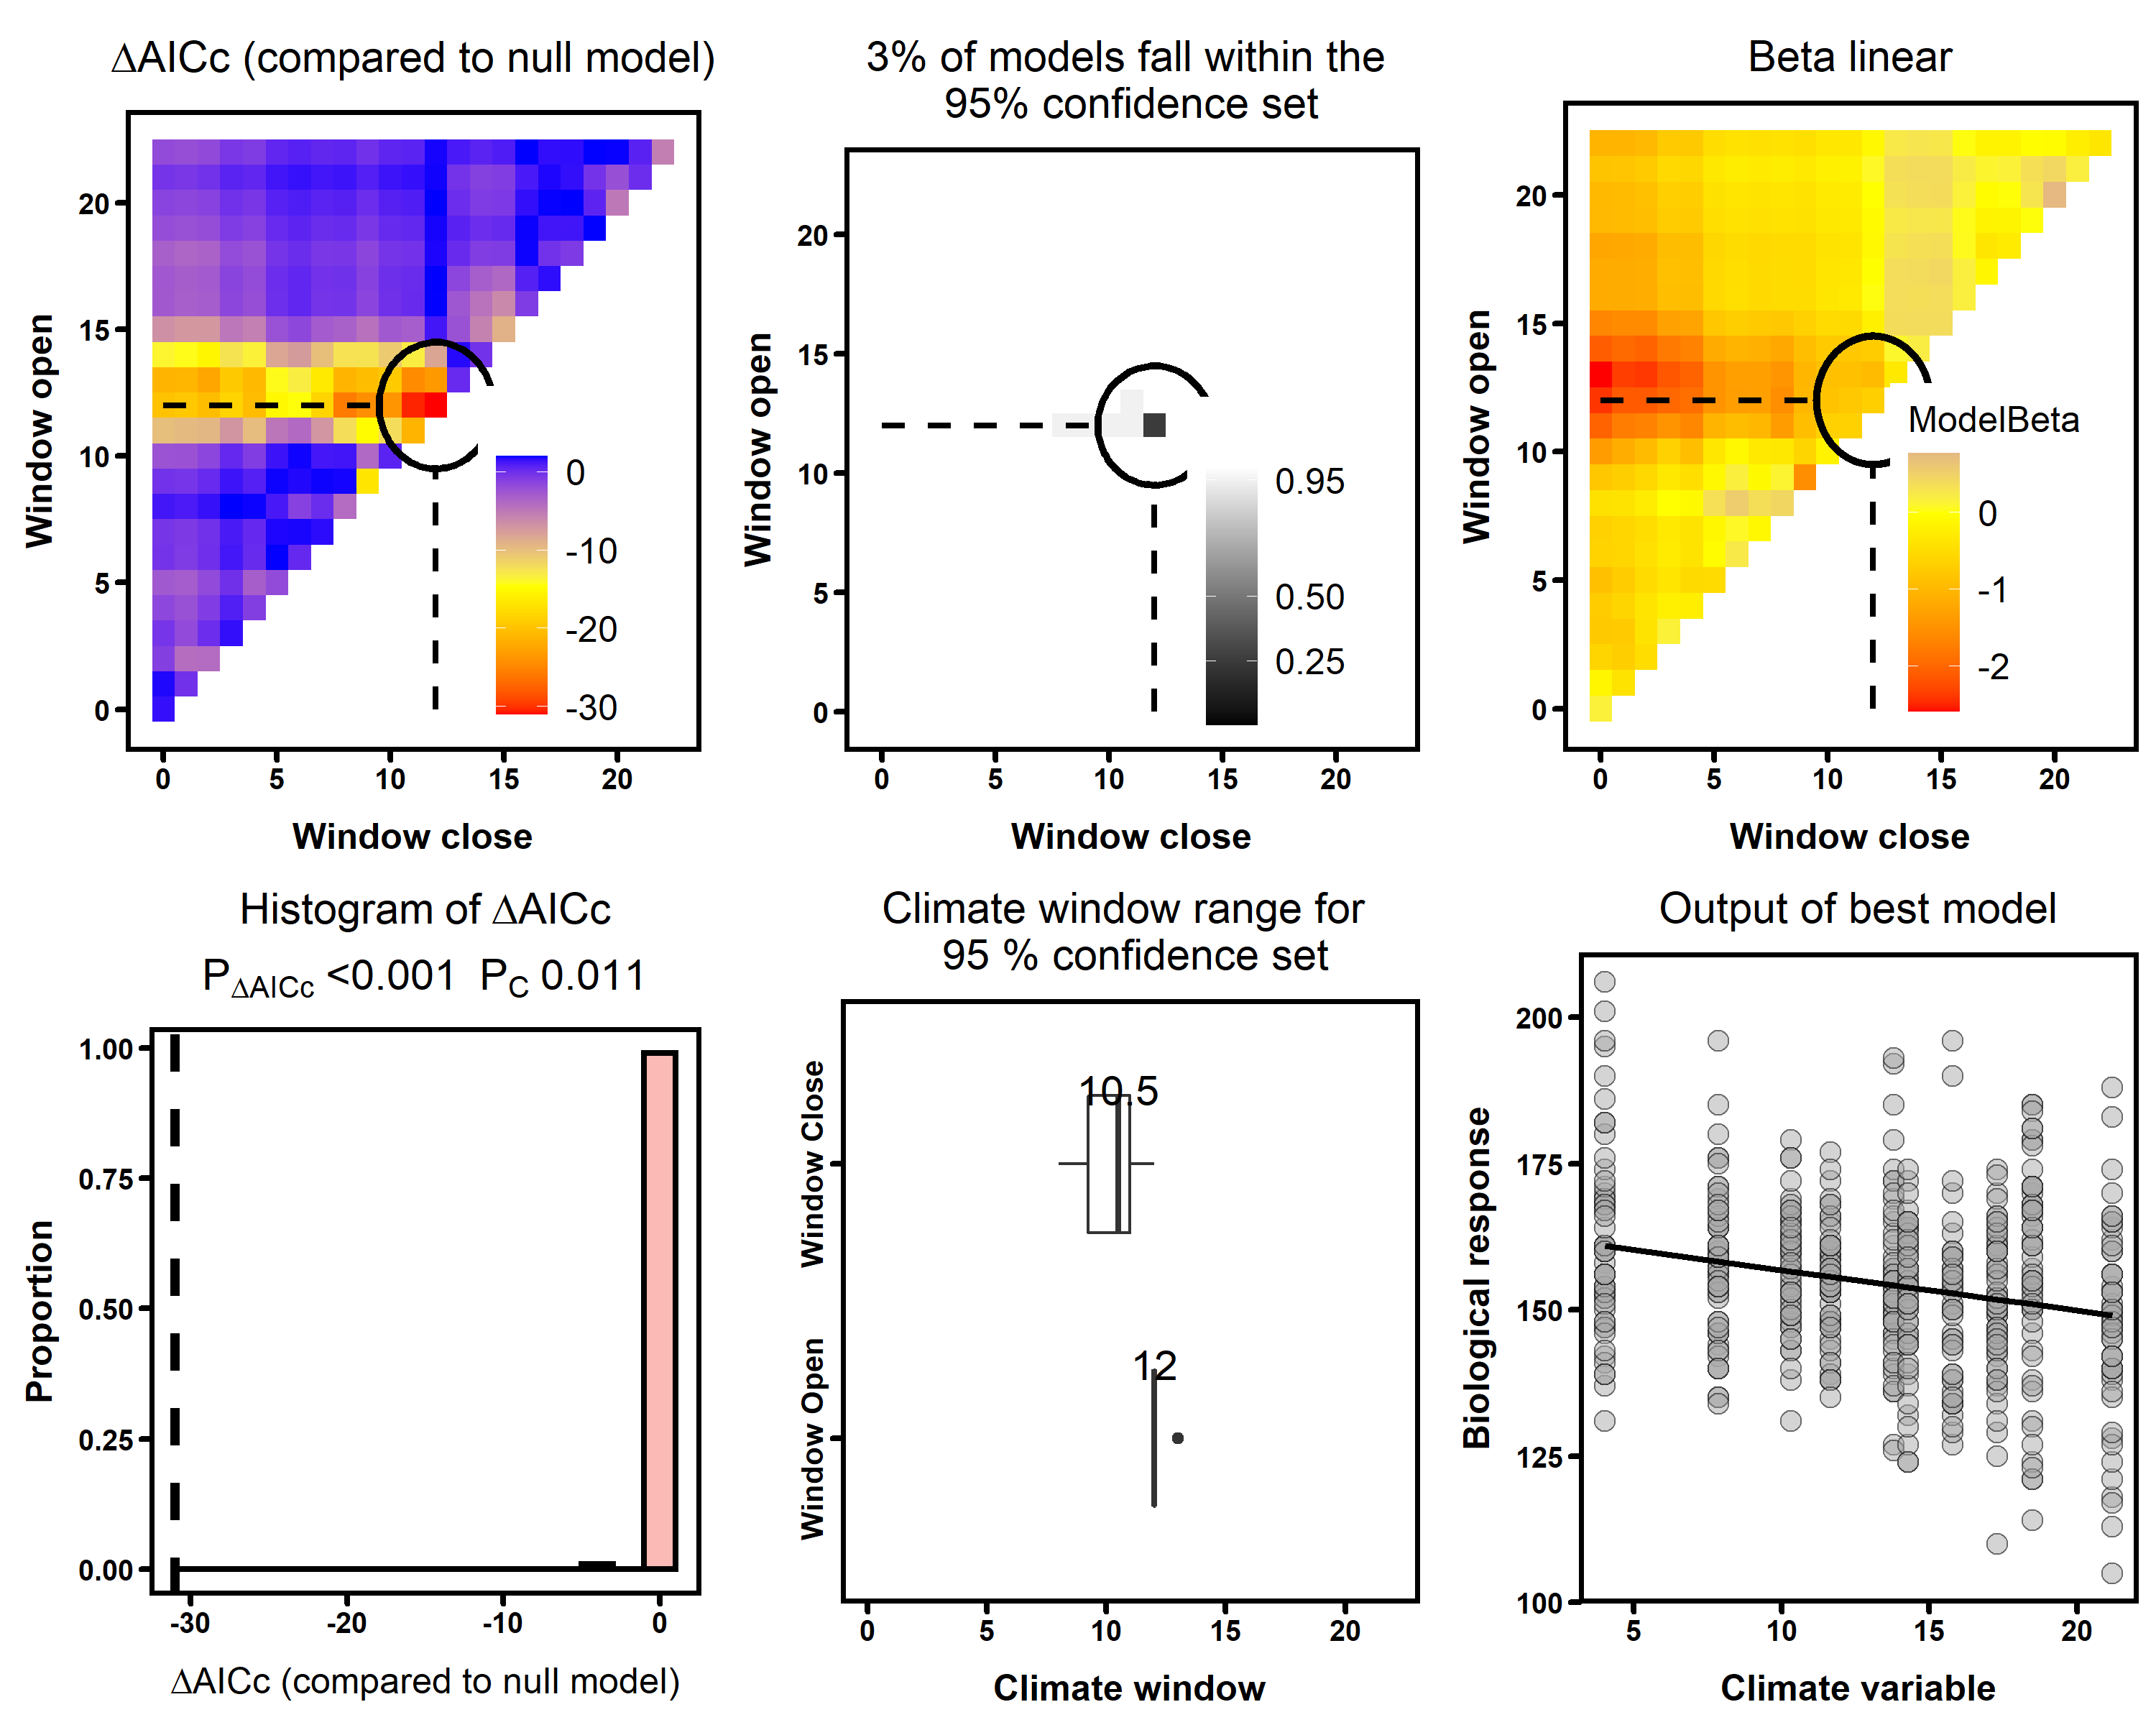 ΔAICc (compared to null model)
Window open
20
15
10
5
0
0
-10
-20
-30
0
5
10
15
20
Window close
3% of models fall within the
95% confidence set
Window open
20
15
10
5
0
0.95
0.50
0.25
0
5
10
15
20
Window close
Beta linear
Window open
20
15
10
5
0
ModelBeta
0
-1
-2
0
5
10
15
20
Window close
Histogram of ΔAICc
PΔAICc <0.001 PC 0.011
Proportion
1.00
0.75
0.50
0.25
0.00
-30
-20
-10
0
ΔAICc (compared to null model)
Climate window range for
95 % confidence set
Window Close
10.5
Window Open
12
0
5
10
15
20
Climate window
Output of best model
Biological response
200
175
150
125
100
5
10
15
20
Climate variable